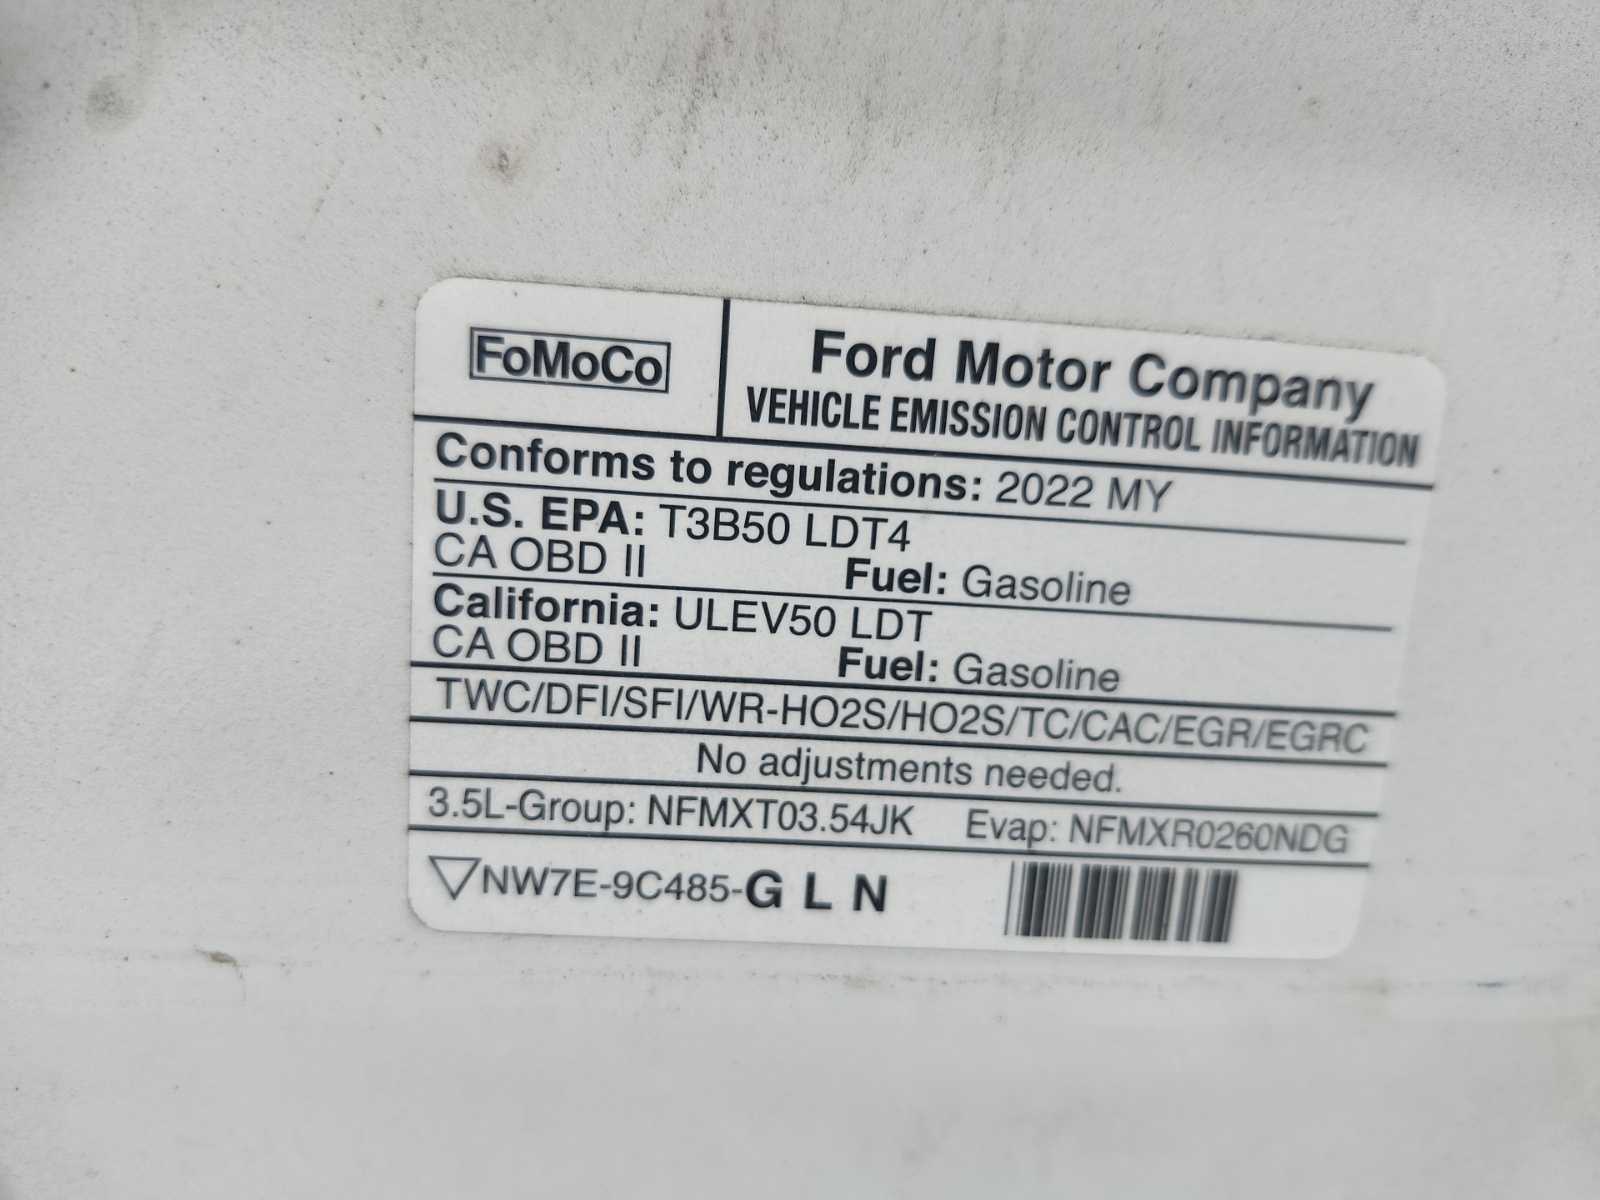 FoMoCo
Ford Motor Company
VEHICLE EMISSION CONTROL INFORMATION
Conforms to regulations: 2022 MY
U.S. EPA: T3B50 LDT4
CA OBD II Fuel: Gasoline
California: ULEV50 LDT
CA OBD II Fuel: Gasoline
TWC/DFI/SFI/WR-HO2S/HO2S/TC/CAC/EGR/EGRC
No adjustments needed.
3.5L-Group: NFMXT03.54JK Evap: NFMXR0260NDG
NW7E-9C485-G L N